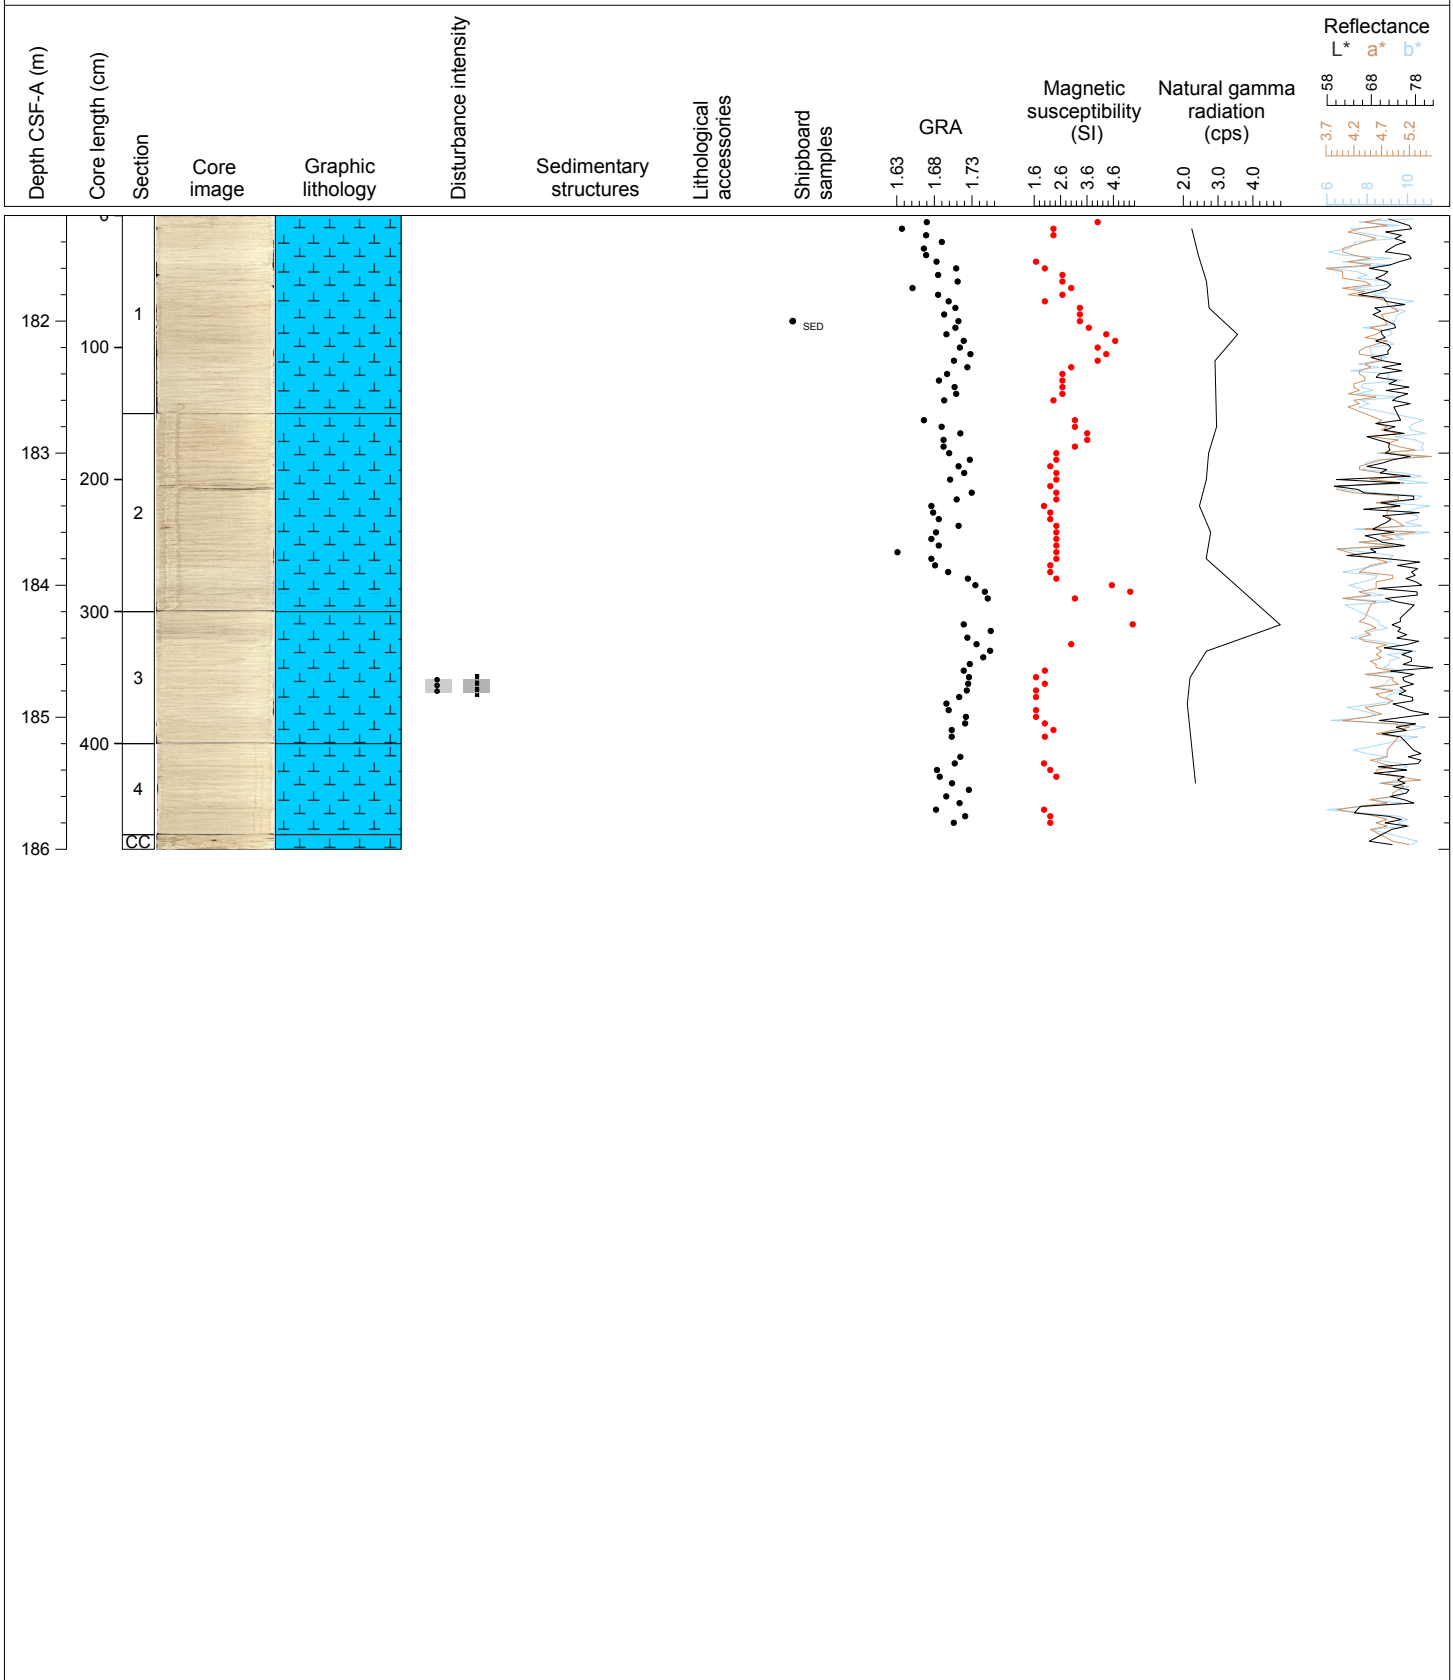 Depth CSF-A (m)
Core length (cm)
Section
Core
image
Graphic
lithology
Disturbance intensity
Sedimentary
structures
Lithological
accessories
Shipboard
samples
GRA
1.63
1.68
1.73
Magnetic
susceptibility
(SI)
1.6
2.6
3.6
4.6
Natural gamma
radiation
(cps)
2.0
3.0
4.0
Reflectance
L* a* b*
58
68
78
3.7
4.2
4.7
5.2
6
8
10
0
1
182
SED
100
183
200
2
184
300
3
185
400
4
CC
186